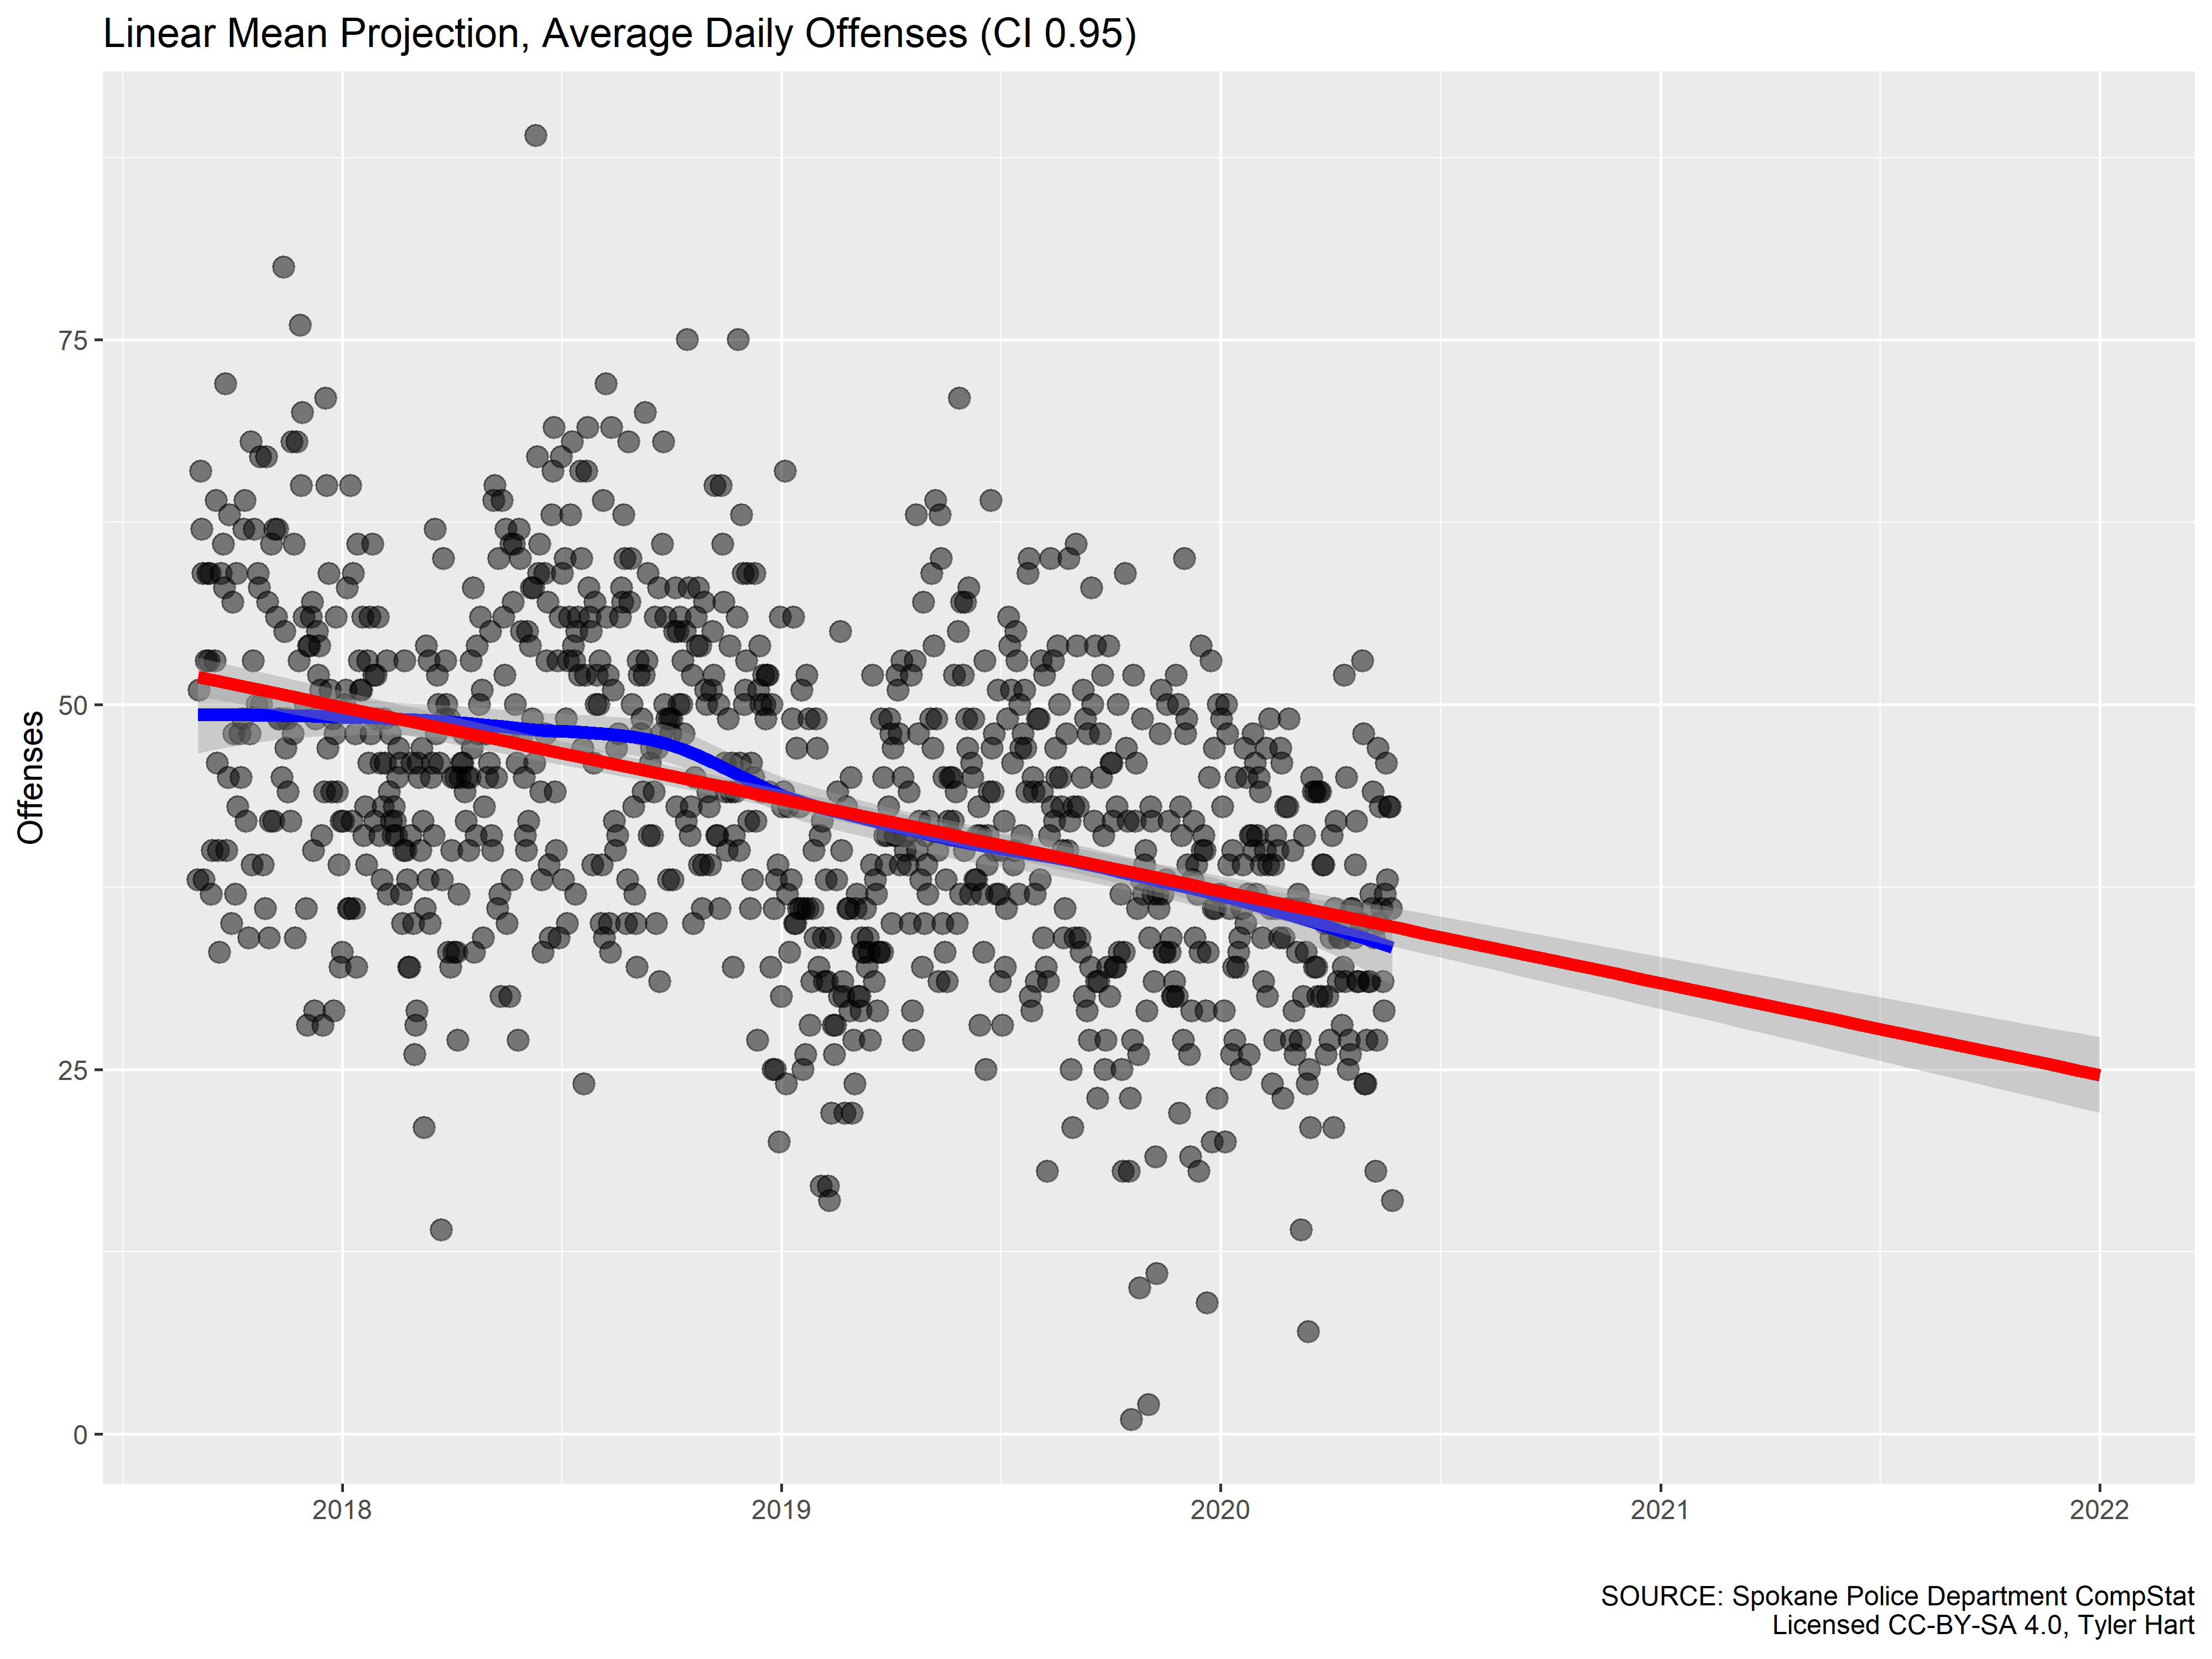 Linear Mean Projection, Average Daily Offenses (CI 0.95)
Offenses
75
50
25
0
2018
2019
2020
2021
2022
SOURCE: Spokane Police Department CompStat
Licensed CC-BY-SA 4.0, Tyler Hart